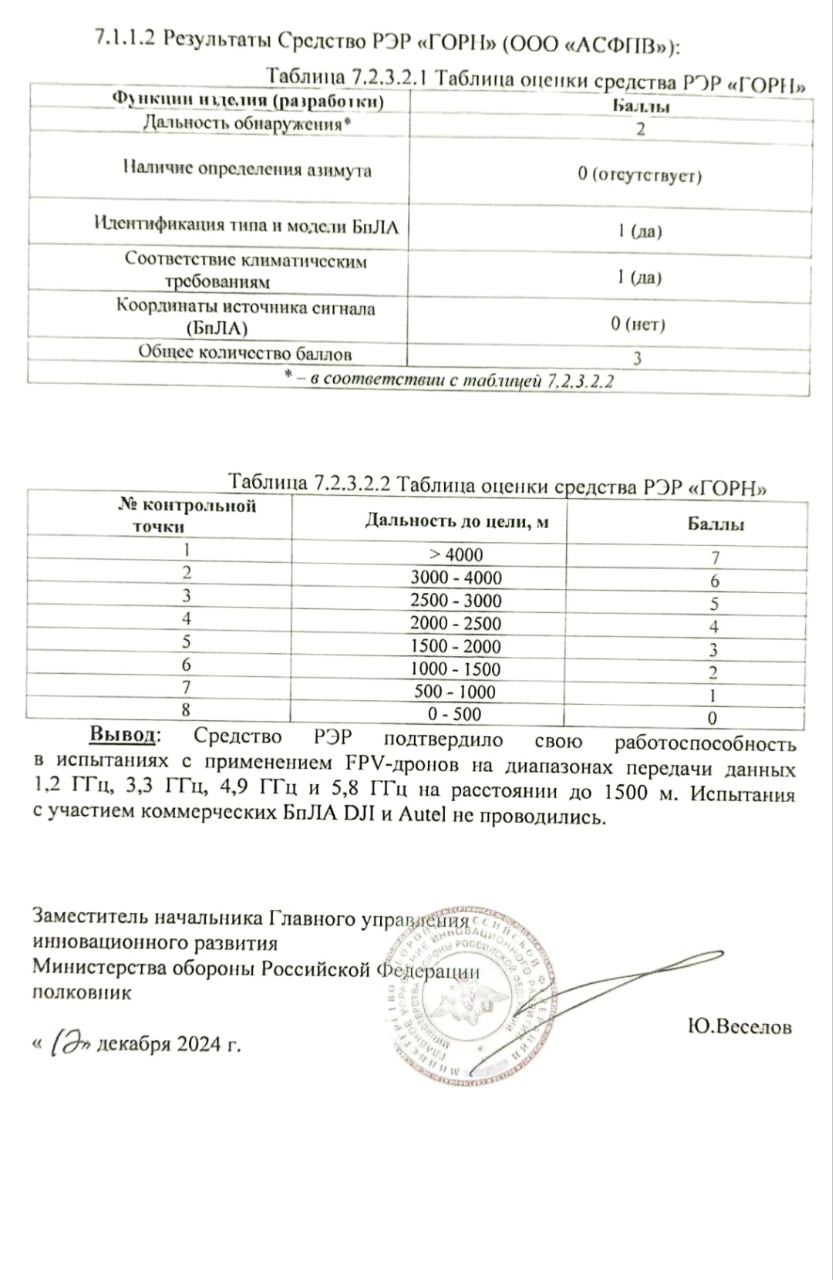 7.1.1.2 Результаты Средство РЭР «ГОРН» (ООО «АСФПВ»):
Таблица 7.2.3.2.1 Таблица оценки средства РЭР «ГОРН»
Функции изделия (разработки) Баллы
Дальность обнаружения* 2
Наличие определения азимута 0 (отсутствует)
Идентификация типа и модели БпЛА 1 (да)
Соответствие климатическим
требованиям 1 (да)
Координаты источника сигнала
(БпЛА) 0 (нет)
Общее количество баллов 3
* – в соответствии с таблицей 7.2.3.2.2
Таблица 7.2.3.2.2 Таблица оценки средства РЭР «ГОРН»
№ контрольной
точки Дальность до цели, м Баллы
1 > 4000 7
2 3000 - 4000 6
3 2500 - 3000 5
4 2000 - 2500 4
5 1500 - 2000 3
6 1000 - 1500 2
7 500 - 1000 1
8 0 - 500 0
Вывод: Средство РЭР подтвердило свою работоспособность
в испытаниях с применением FPV-дронов на диапазонах передачи данных
1,2 ГГц, 3,3 ГГц, 4,9 ГГц и 5,8 ГГц на расстоянии до 1500 м. Испытания
с участием коммерческих БпЛА DJI и Autel не проводились.
Заместитель начальника Главного управления
инновационного развития
Министерства обороны Российской Федерации
полковник
Ю.Веселов
« » декабря 2024 г.
МИНИСТЕРСТВО ОБОРОНЫ РОССИЙСКОЙ ФЕДЕРАЦИИ
ГЛАВНОЕ УПРАВЛЕНИЕ ИННОВАЦИОННОГО РАЗВИТИЯ
МИНИСТЕРСТВА ОБОРОНЫ РОССИЙСКОЙ ФЕДЕРАЦИИ